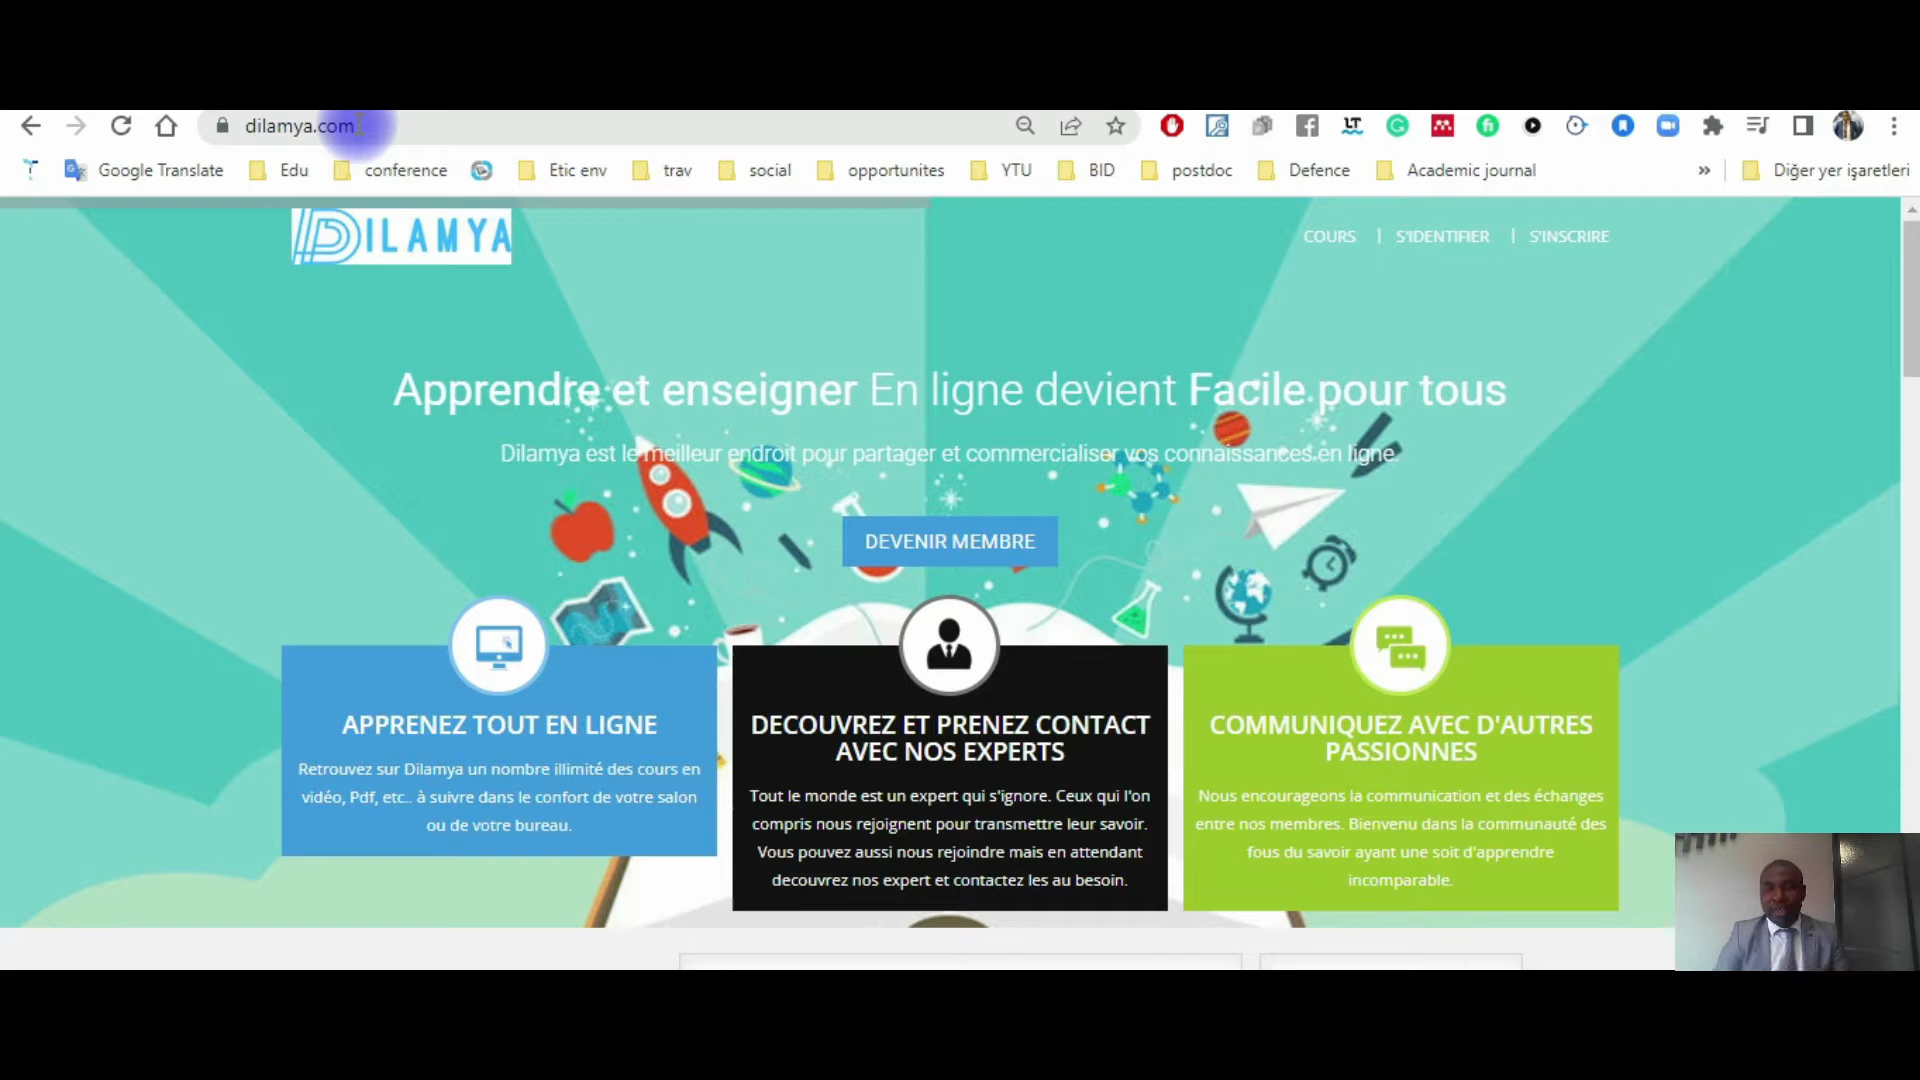 dilamya.com
Google Translate
Edu
conference
Etic env
trav
social
opportunites
YTU
BID
postdoc
Defence
Academic journal
»
Diğer yer işaretleri
DILAMYA
COURS | S'IDENTIFIER | S'INSCRIRE
Apprendre et enseigner En ligne devient Facile pour tous
Dilamya est le meilleur endroit pour partager et commercialiser vos connaissances en ligne.
DEVENIR MEMBRE
APPRENEZ TOUT EN LIGNE
Retrouvez sur Dilamya un nombre illimité des cours en
vidéo, Pdf, etc.. à suivre dans le confort de votre salon
ou de votre bureau.
DECOUVREZ ET PRENEZ CONTACT
AVEC NOS EXPERTS
Tout le monde est un expert qui s'ignore. Ceux qui l'on
compris nous rejoignent pour transmettre leur savoir.
Vous pouvez aussi nous rejoindre mais en attendant
decouvrez nos expert et contactez les au besoin.
COMMUNIQUEZ AVEC D'AUTRES
PASSIONNES
Nous encourageons la communication et des échanges
entre nos membres. Bienvenu dans la communauté des
fous du savoir ayant une soit d'apprendre
incomparable.